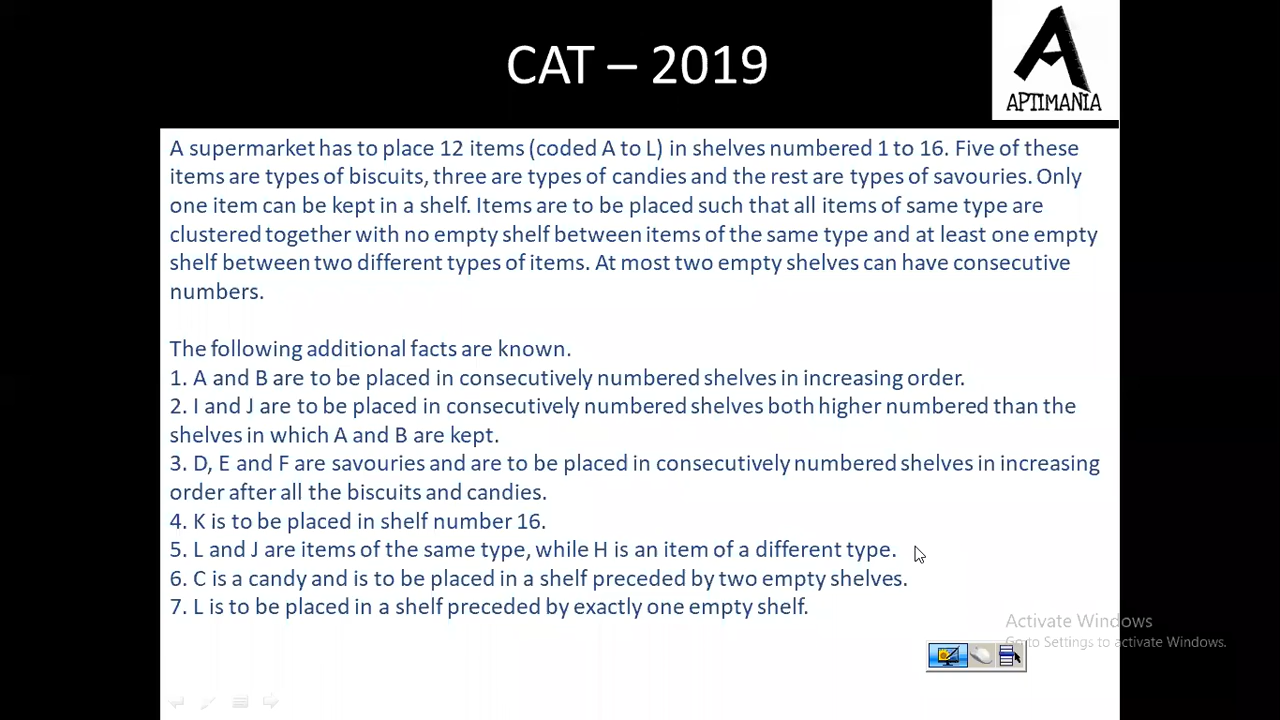 CAT – 2019
APTIMANIA
A supermarket has to place 12 items (coded A to L) in shelves numbered 1 to 16. Five of these
items are types of biscuits, three are types of candies and the rest are types of savouries. Only
one item can be kept in a shelf. Items are to be placed such that all items of same type are
clustered together with no empty shelf between items of the same type and at least one empty
shelf between two different types of items. At most two empty shelves can have consecutive
numbers.
The following additional facts are known.
1. A and B are to be placed in consecutively numbered shelves in increasing order.
2. I and J are to be placed in consecutively numbered shelves both higher numbered than the
shelves in which A and B are kept.
3. D, E and F are savouries and are to be placed in consecutively numbered shelves in increasing
order after all the biscuits and candies.
4. K is to be placed in shelf number 16.
5. L and J are items of the same type, while H is an item of a different type.
6. C is a candy and is to be placed in a shelf preceded by two empty shelves.
7. L is to be placed in a shelf preceded by exactly one empty shelf.
Activate Windows
Go to Settings to activate Windows.